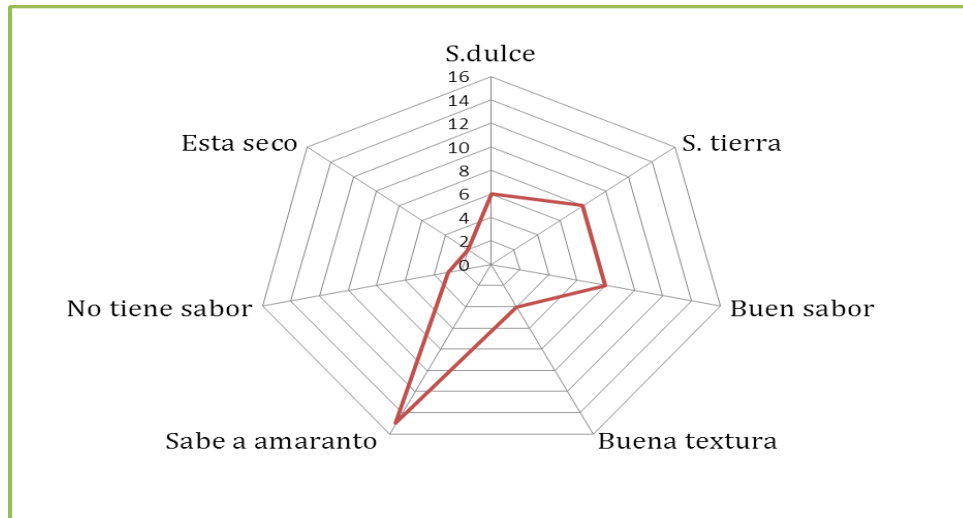 S.dulce
16
14
12
10
8
6
4
2
0
Esta seco
S. tierra
No tiene sabor
Buen sabor
Sabe a amaranto
Buena textura